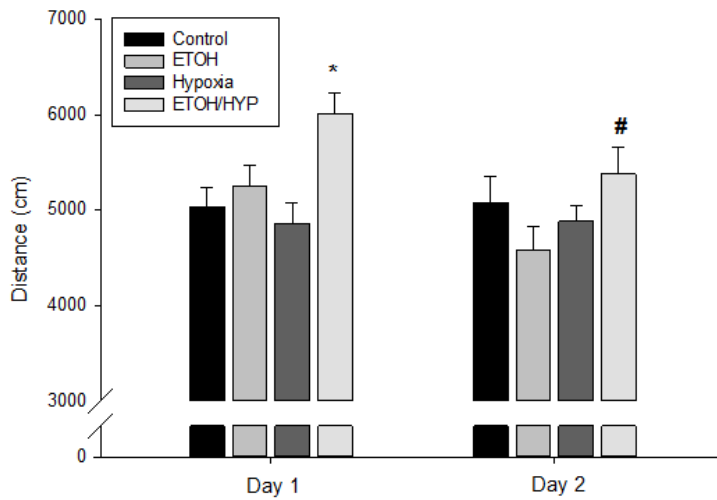 7000
6000
5000
4000
3000
0
Distance (cm)
Control
ETOH
Hypoxia
ETOH/HYP
*
#
Day 1
Day 2